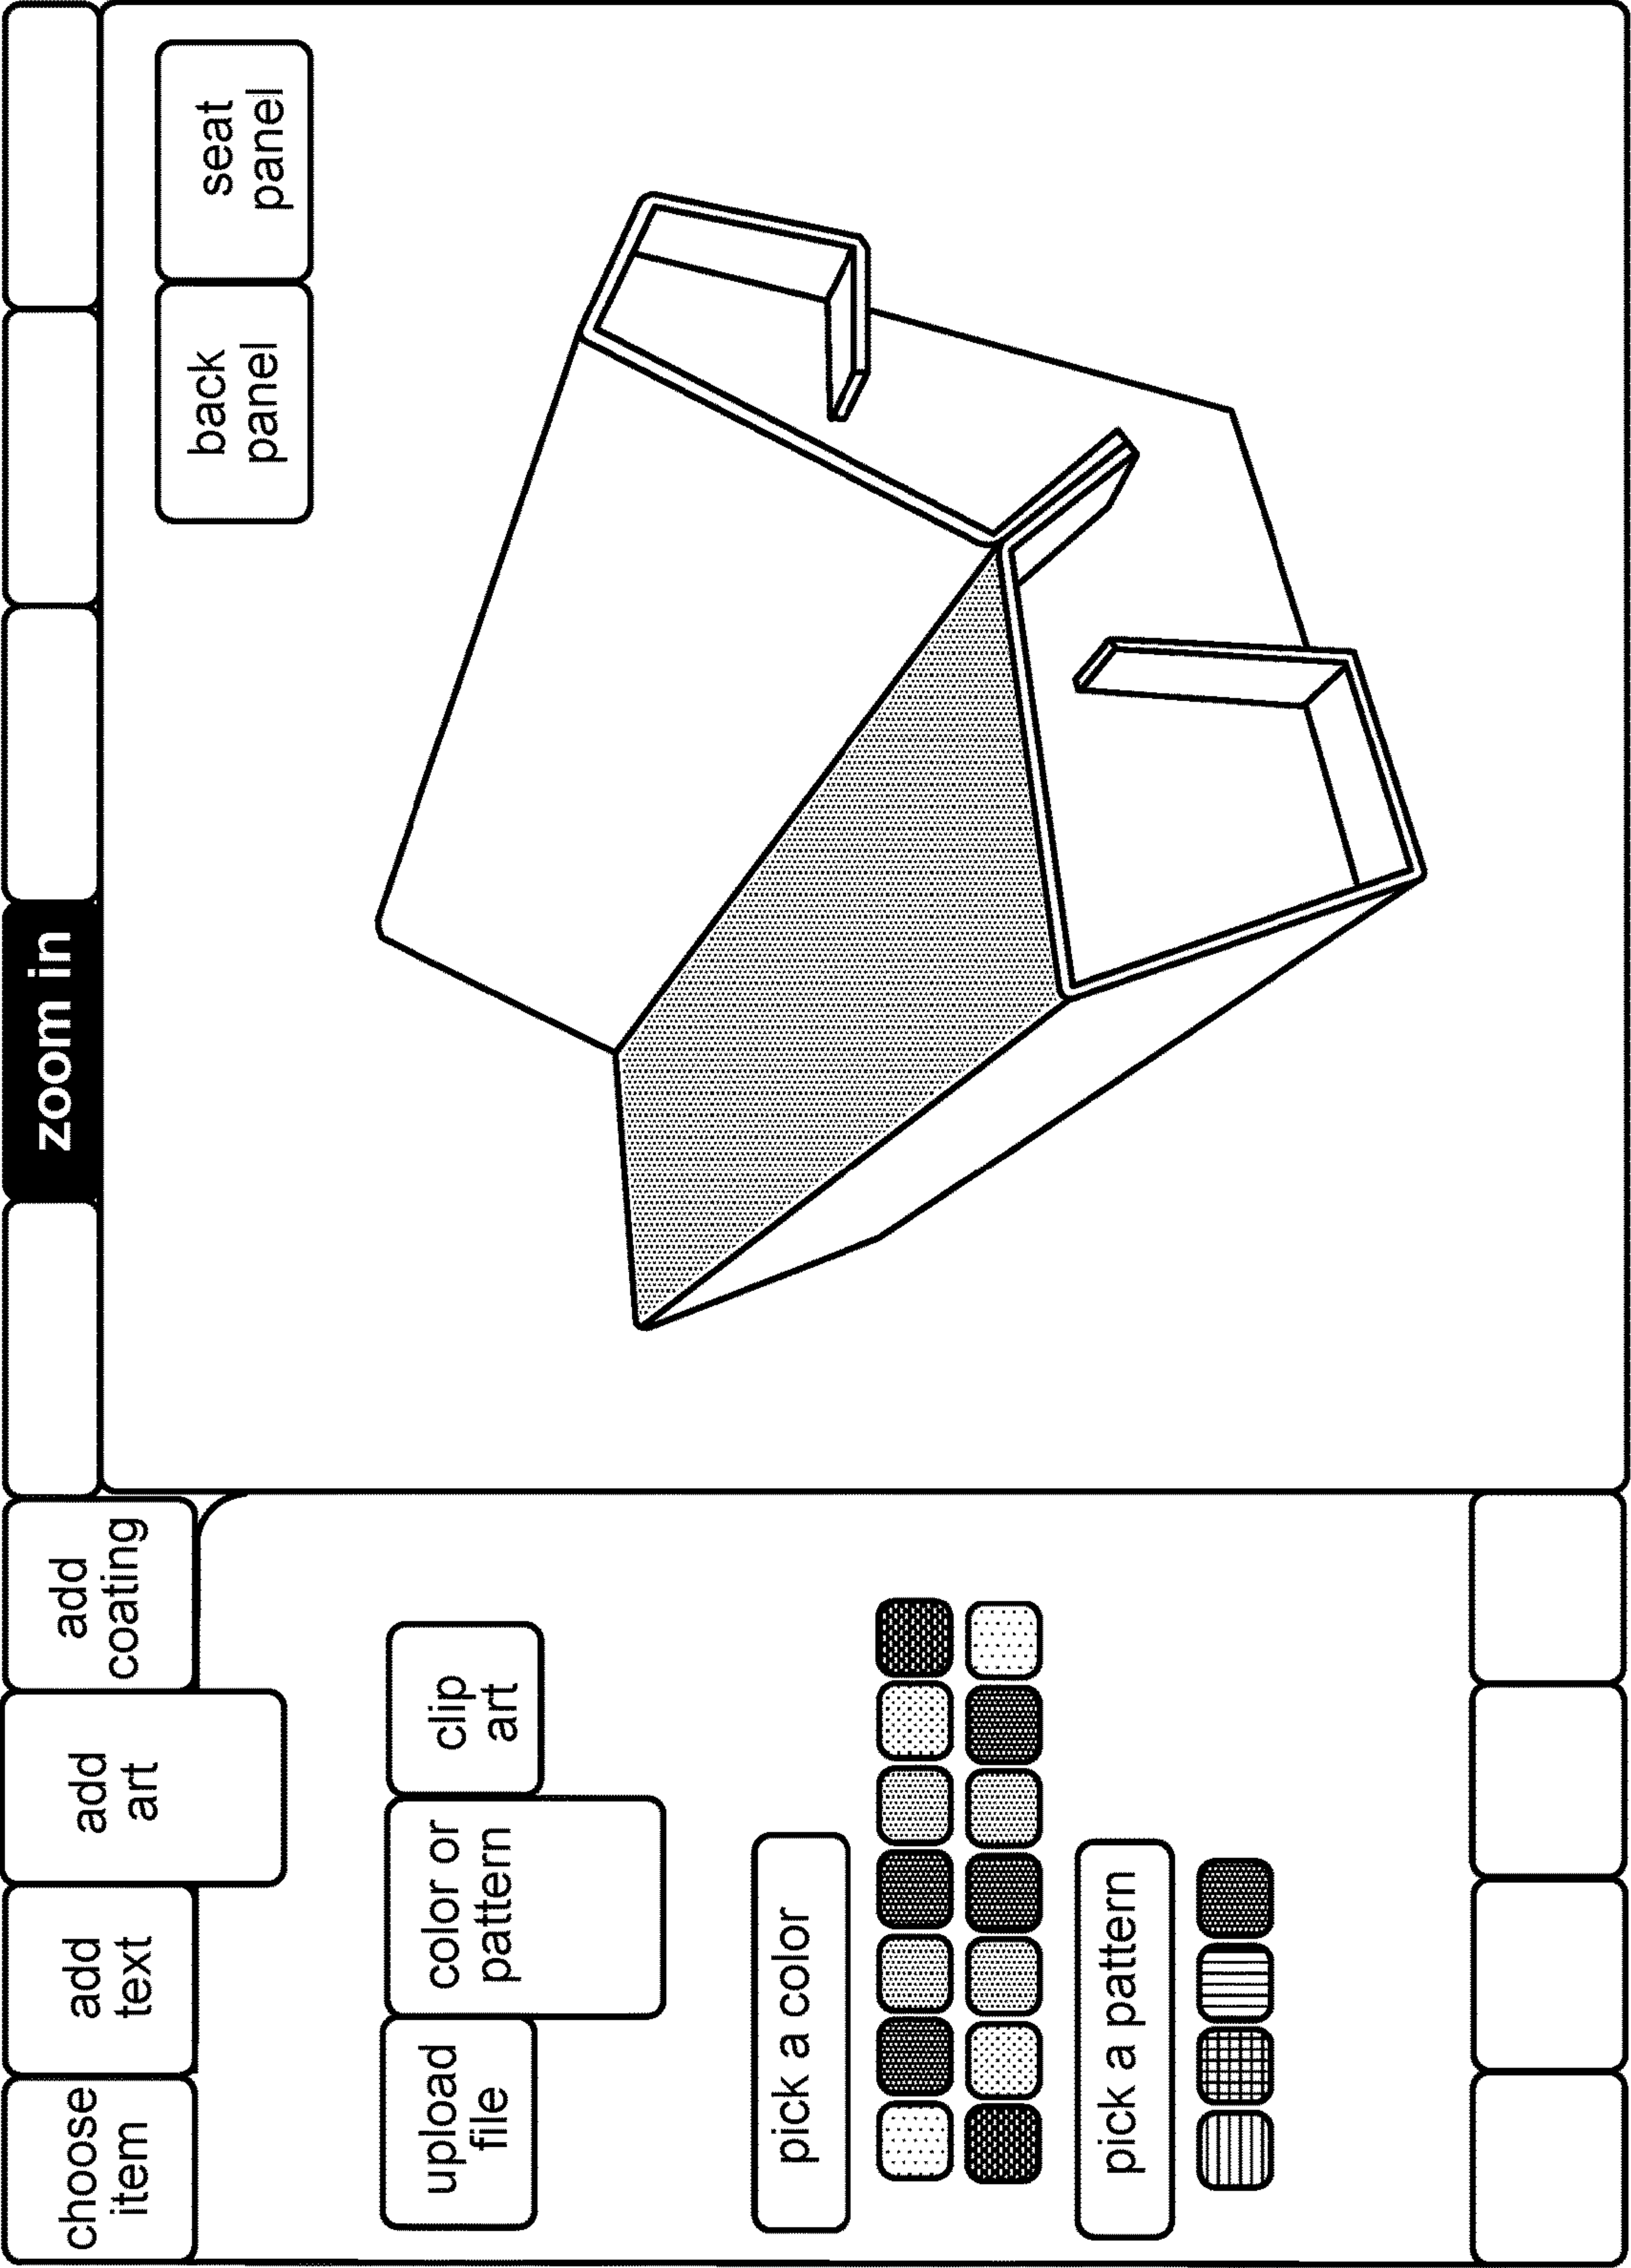 choose
item
add
text
add
art
add
coating
zoom in
upload
file
color or
pattern
clip
art
pick a color
pick a pattern
back
panel
seat
panel